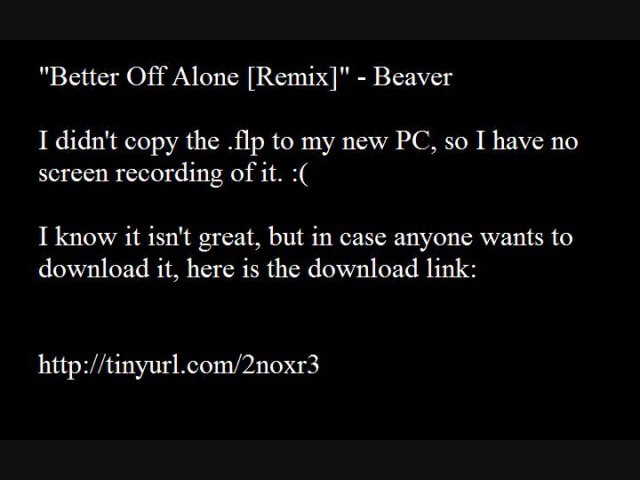 "Better Off Alone [Remix]" - Beaver
I didn't copy the .flp to my new PC, so I have no
screen recording of it. :(
I know it isn't great, but in case anyone wants to
download it, here is the download link:
http://tinyurl.com/2noxr3